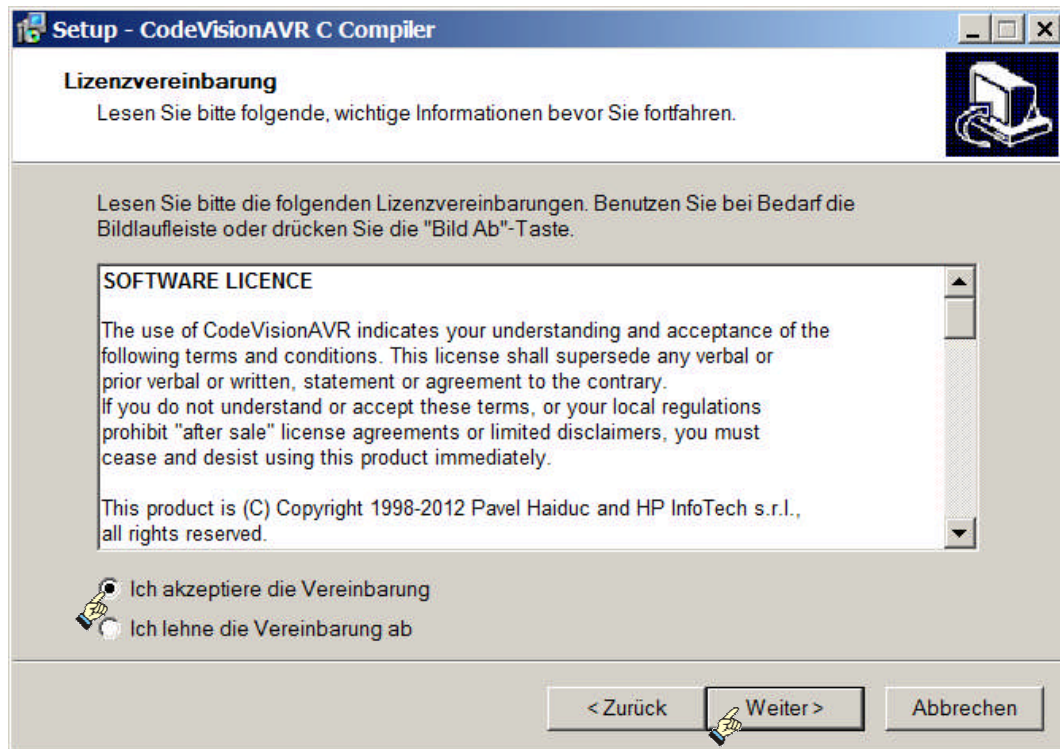 Setup - CodeVisionAVR C Compiler
Lizenzvereinbarung
Lesen Sie bitte folgende, wichtige Informationen bevor Sie fortfahren.
Lesen Sie bitte die folgenden Lizenzvereinbarungen. Benutzen Sie bei Bedarf die
Bildlaufleiste oder drücken Sie die "Bild Ab"-Taste.
SOFTWARE LICENCE
The use of CodeVisionAVR indicates your understanding and acceptance of the
following terms and conditions. This license shall supersede any verbal or
prior verbal or written, statement or agreement to the contrary.
If you do not understand or accept these terms, or your local regulations
prohibit "after sale" license agreements or limited disclaimers, you must
cease and desist using this product immediately.
This product is (C) Copyright 1998-2012 Pavel Haiduc and HP InfoTech s.r.l.,
all rights reserved.
Ich akzeptiere die Vereinbarung
Ich lehne die Vereinbarung ab
< Zurück
Weiter >
Abbrechen